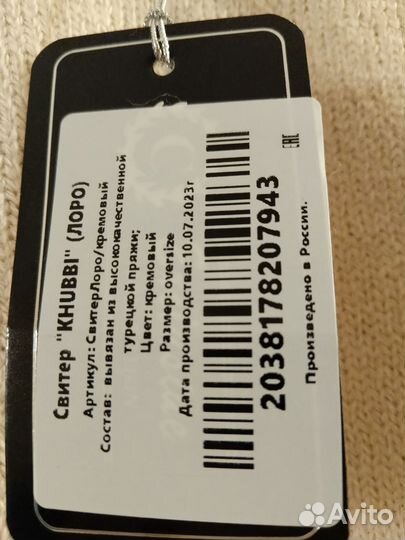 Свитер "KHUBBI" (ЛОРО)
Артикул: СвитерЛоро/кремовый
Состав: вывязан из высококачественной
турецкой пряжи;
Цвет: кремовый
Размер: oversize
Дата производства: 10.07.2023г
2038178207943
Произведено в России.
EAC
Avito